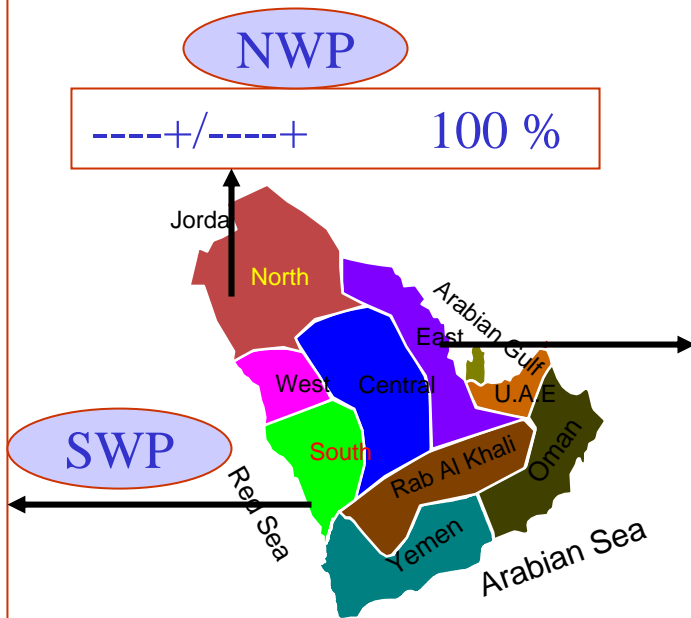 NWP
----+/----+ 100 %
Jorda
North
Arabian Gulf
East
West
Central
U.A.E
SWP
South
Rab Al Khali
Oman
Red Sea
Yemen
Arabian Sea